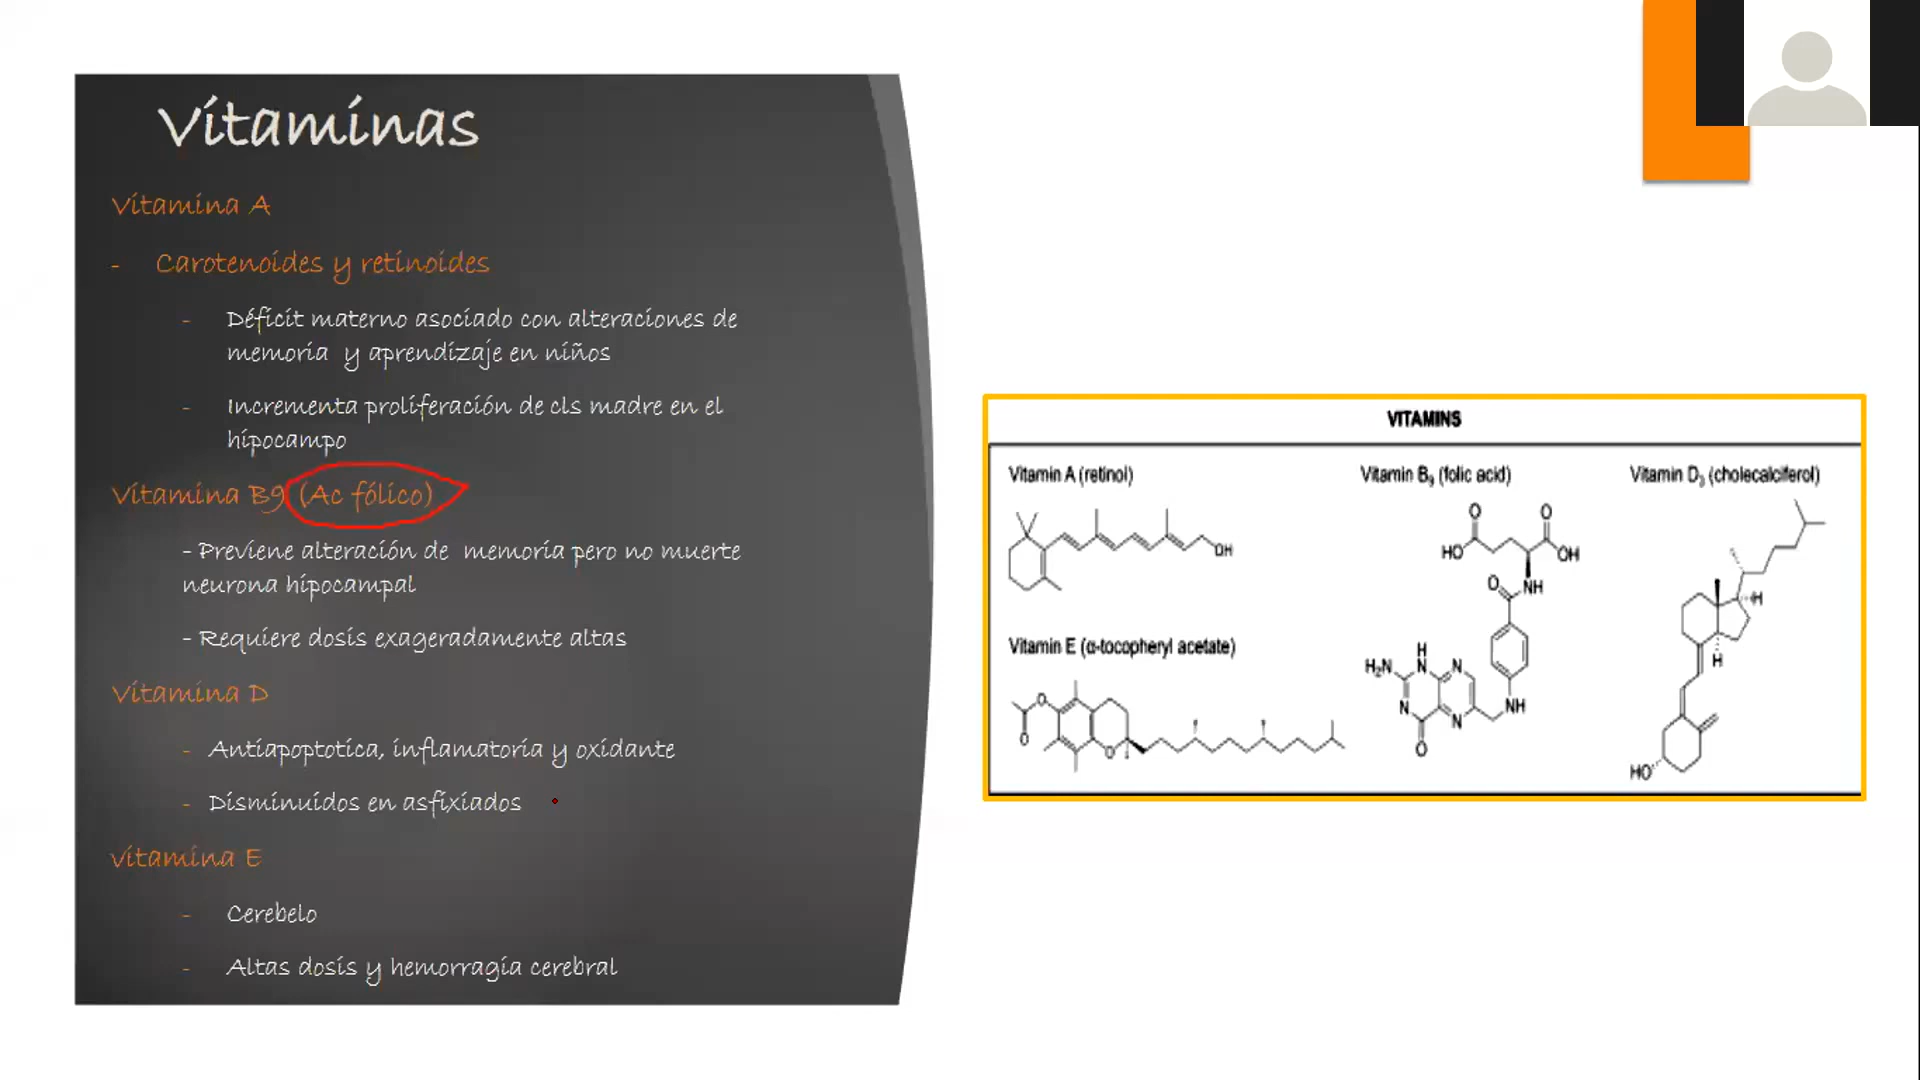 Vitaminas
Vitamina A
- Carotenoides y retinoides
- Déficit materno asociado con alteraciones de
memoria y aprendizaje en niños
- Incrementa proliferación de cls madre en el
hipocampo
Vitamina B9 (Ac fólico)
- Previene alteración de memoria pero no muerte
neurona hipocampal
- Requiere dosis exageradamente altas
Vitamina D
- Antiapoptotica, inflamatoria y oxidante
- Disminuidos en asfixiados
vitamina E
- Cerebelo
- Altas dosis y hemorragia cerebral
VITAMINS
Vitamin A (retinol)
OH
Vitamin E (α-tocopheryl acetate)
O
O
O
Vitamin B9 (folic acid)
O O
HO OH
O NH
H
H2N N N
N N NH
O
Vitamin D3 (cholecalciferol)
H
H
HO